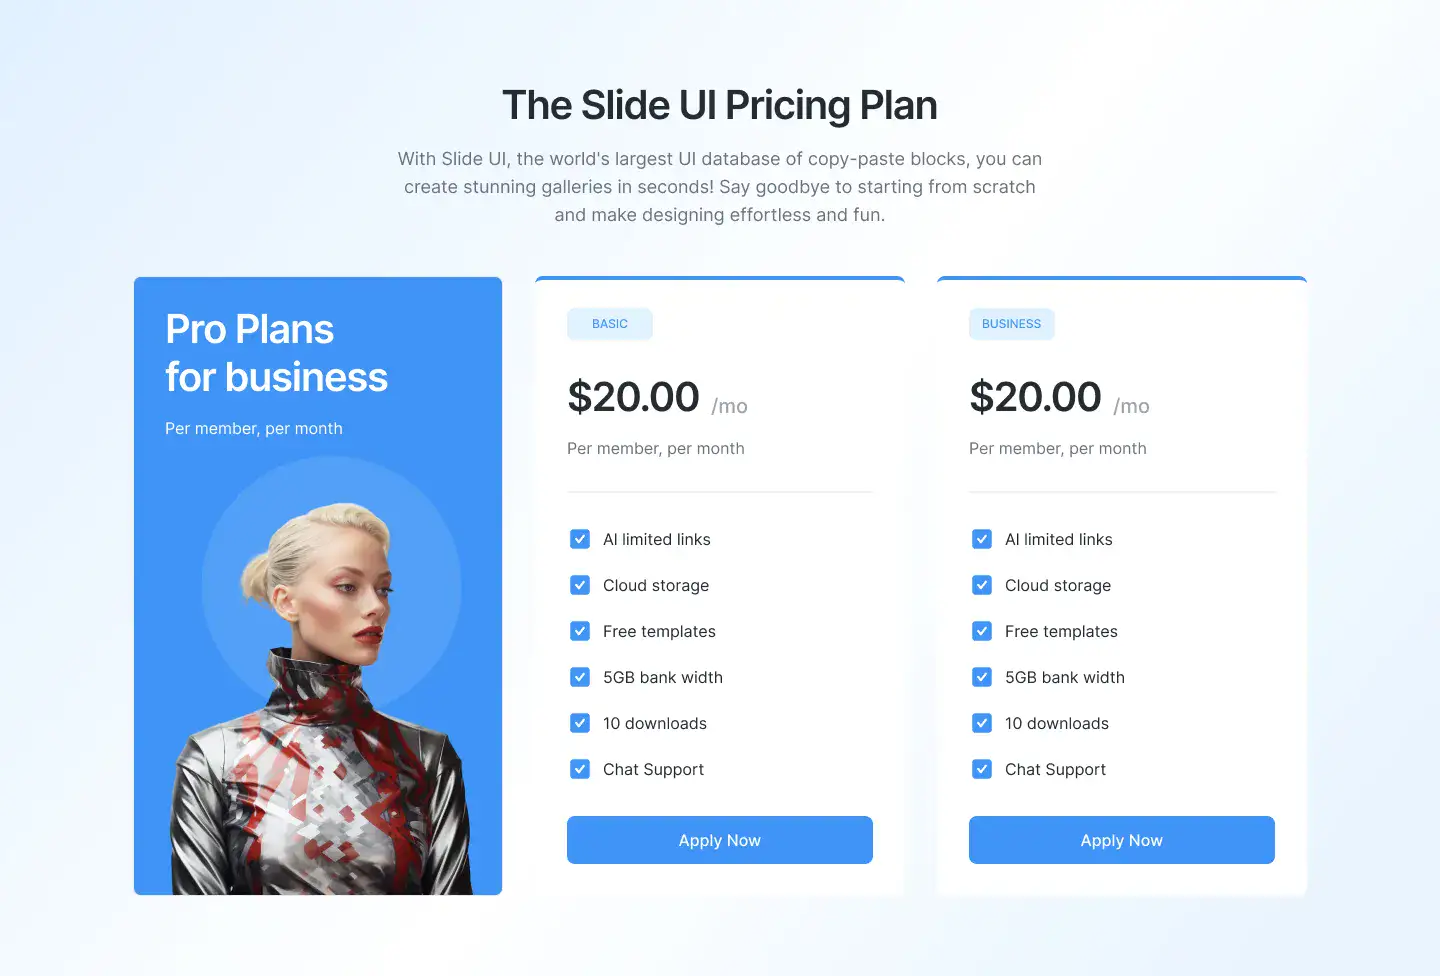 The Slide UI Pricing Plan
With Slide UI, the world's largest UI database of copy-paste blocks, you can
create stunning galleries in seconds! Say goodbye to starting from scratch
and make designing effortless and fun.
Pro Plans
for business
Per member, per month
BASIC
$20.00 /mo
Per member, per month
AI limited links
Cloud storage
Free templates
5GB bank width
10 downloads
Chat Support
Apply Now
BUSINESS
$20.00 /mo
Per member, per month
AI limited links
Cloud storage
Free templates
5GB bank width
10 downloads
Chat Support
Apply Now